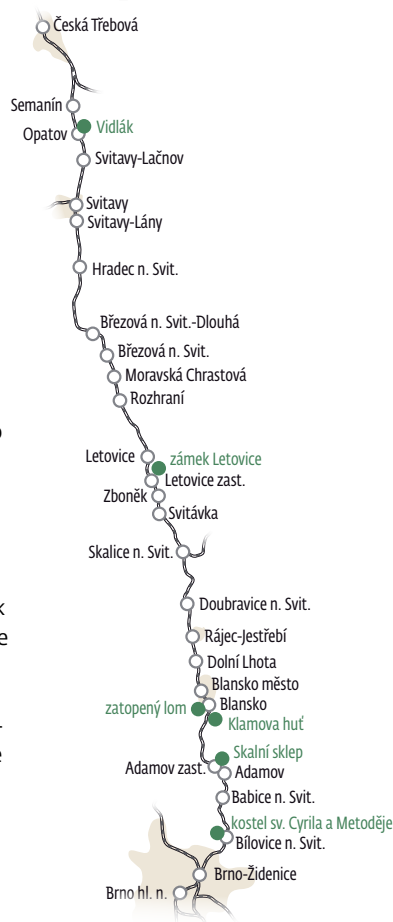 Česká Třebová
Semanín
Vidlák
Opatov
Svitavy-Lačnov
Svitavy
Svitavy-Lány
Hradec n. Svit.
Březová n. Svit.-Dlouhá
Březová n. Svit.
Moravská Chrastová
Rozhraní
Letovice
zámek Letovice
Letovice zast.
Zboněk
Svitávka
Skalice n. Svit.
Doubravice n. Svit.
Rájec-Jestřebí
Dolní Lhota
Blansko město
zatopený lom
Blansko
Klamova huť
Skalní sklep
Adamov zast.
Adamov
Babice n. Svit.
kostel sv. Cyrila a Metoděje
Bílovice n. Svit.
Brno-Židenice
Brno hl. n.